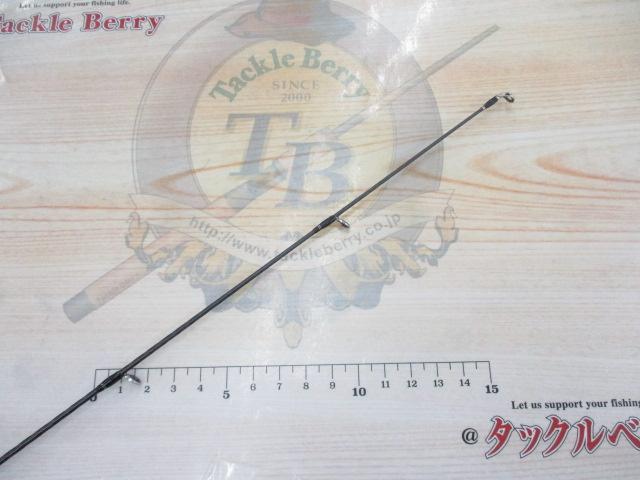 Let us support your fishing life.
Tackle Berry
Tackle Berry
SINCE
2000
TB
http://www.tackleberry.co.jp
0 1 2 3 4 5 6 7 8 9 10 11 12 13 14 15
Let us support your fishing
@タックルベ